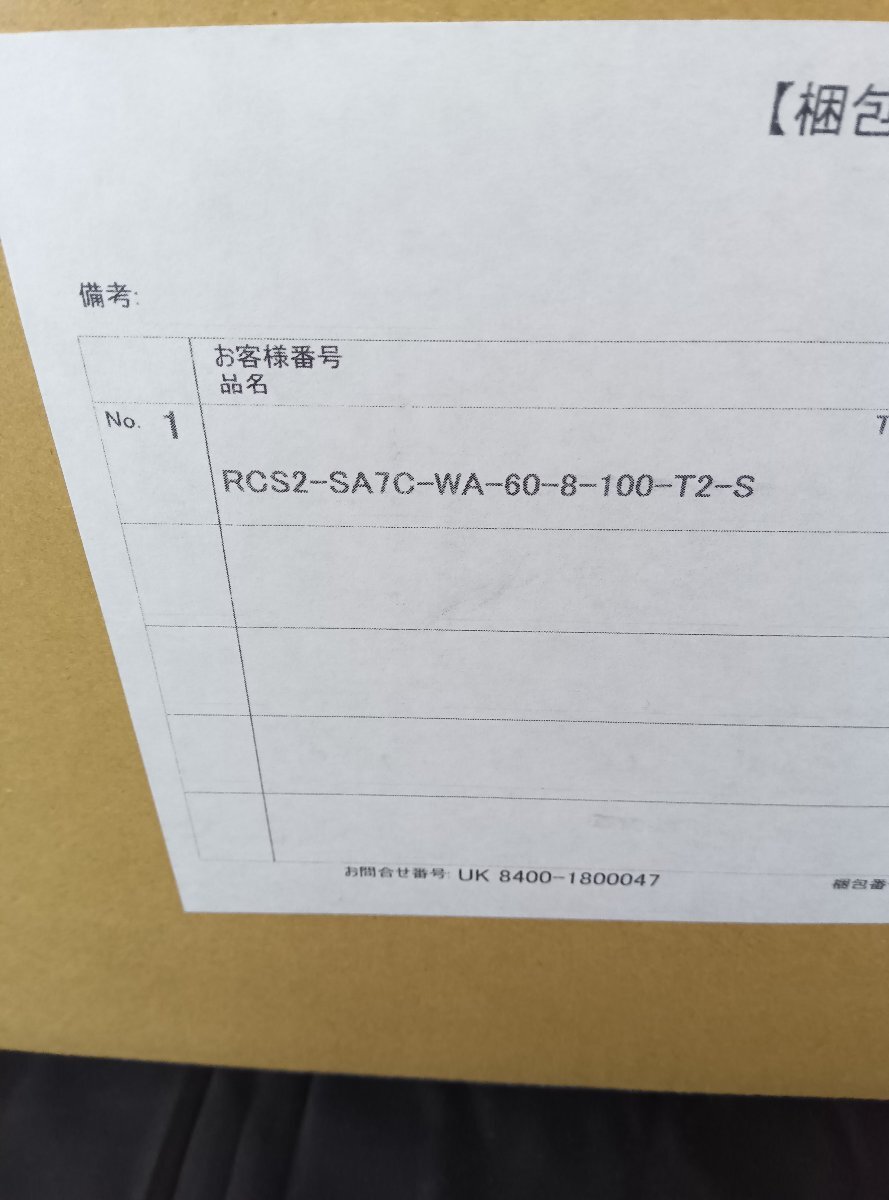 【梱包
備考:
お客様番号
品名
No. 1
RCS2-SA7C-WA-60-8-100-T2-S
お問合せ番号: UK 8400-1800047
梱包番